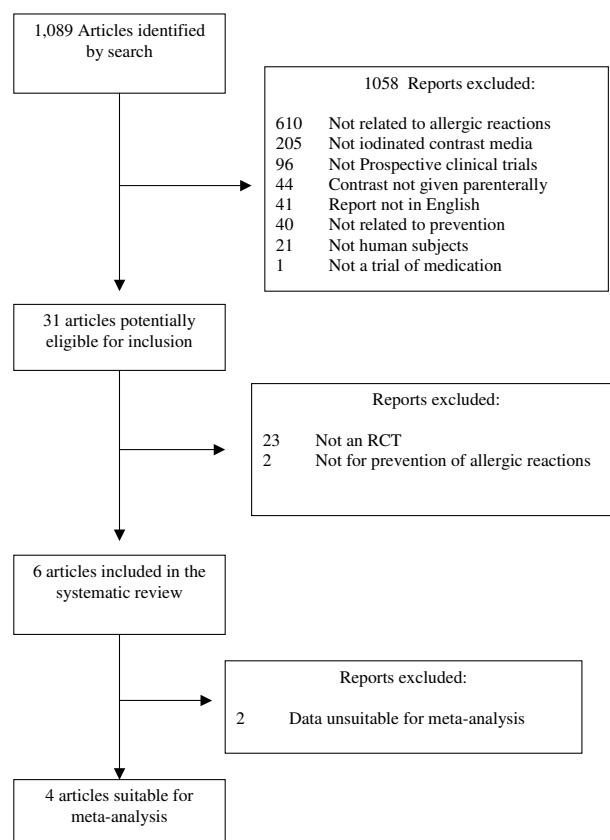 1,089 Articles identified
by search
1058 Reports excluded:
610 Not related to allergic reactions
205 Not iodinated contrast media
96 Not Prospective clinical trials
44 Contrast not given parenterally
41 Report not in English
40 Not related to prevention
21 Not human subjects
1 Not a trial of medication
31 articles potentially
eligible for inclusion
Reports excluded:
23 Not an RCT
2 Not for prevention of allergic reactions
6 articles included in the
systematic review
Reports excluded:
2 Data unsuitable for meta-analysis
4 articles suitable for
meta-analysis